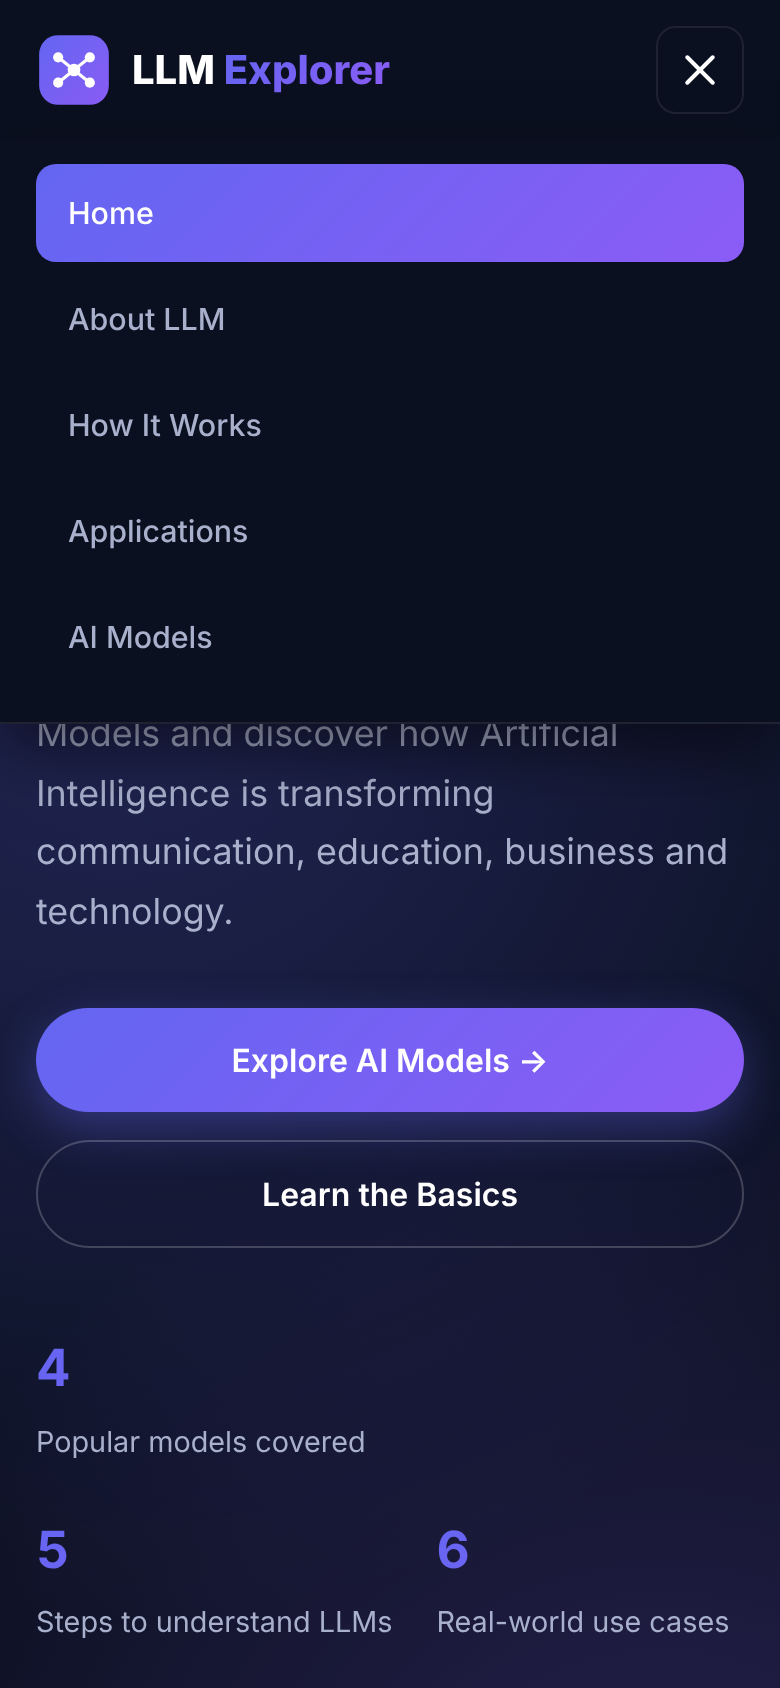 LLM Explorer
Home
About LLM
How It Works
Applications
AI Models
Models and discover how Artificial
Intelligence is transforming
communication, education, business and
technology.
Explore AI Models →
Learn the Basics
4
Popular models covered
5
Steps to understand LLMs
6
Real-world use cases